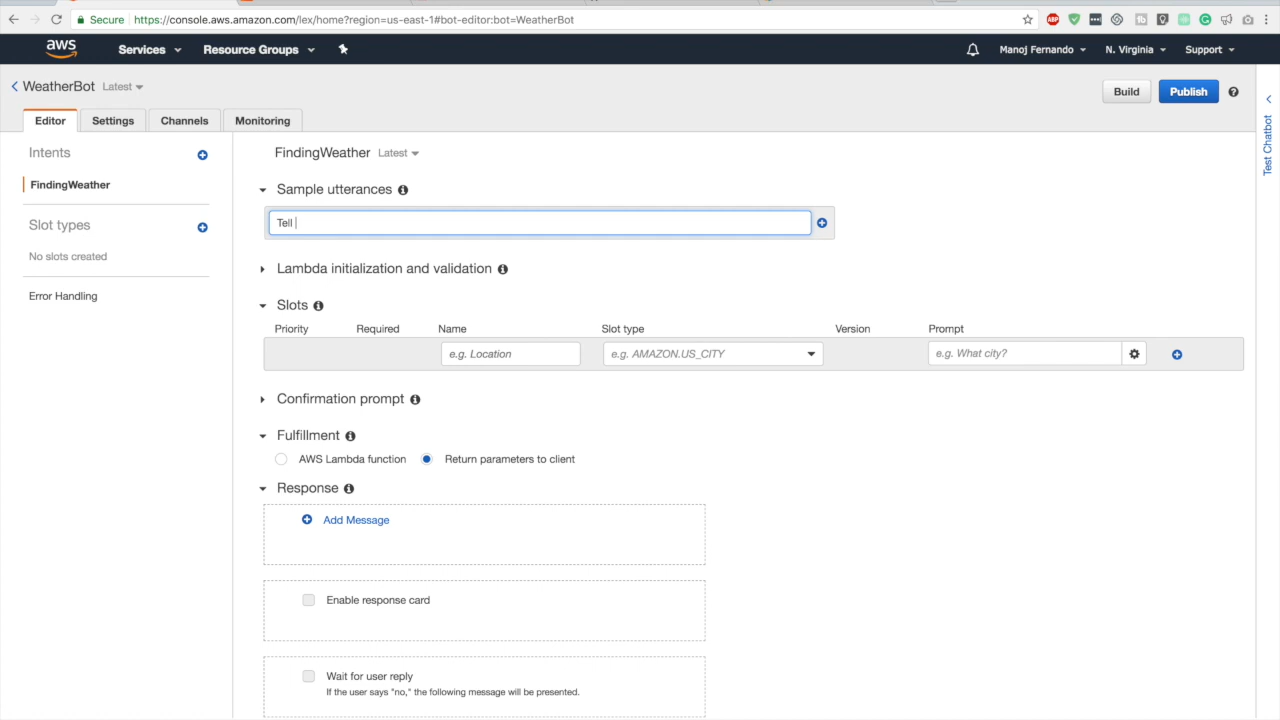 Secure https://console.aws.amazon.com/lex/home?region=us-east-1#bot-editor:bot=WeatherBot ABP
aws Services Resource Groups Manoj Fernando N. Virginia Support
WeatherBot Latest Build Publish
Editor Settings Channels Monitoring
Test Chatbot
Intents
FindingWeather
Slot types
No slots created
Error Handling
FindingWeather Latest
Sample utterances
Tell
Lambda initialization and validation
Slots
Priority Required Name Slot type Version Prompt
e.g. Location e.g. AMAZON.US_CITY e.g. What city?
Confirmation prompt
Fulfillment
AWS Lambda function Return parameters to client
Response
Add Message
Enable response card
Wait for user reply
If the user says "no," the following message will be presented.